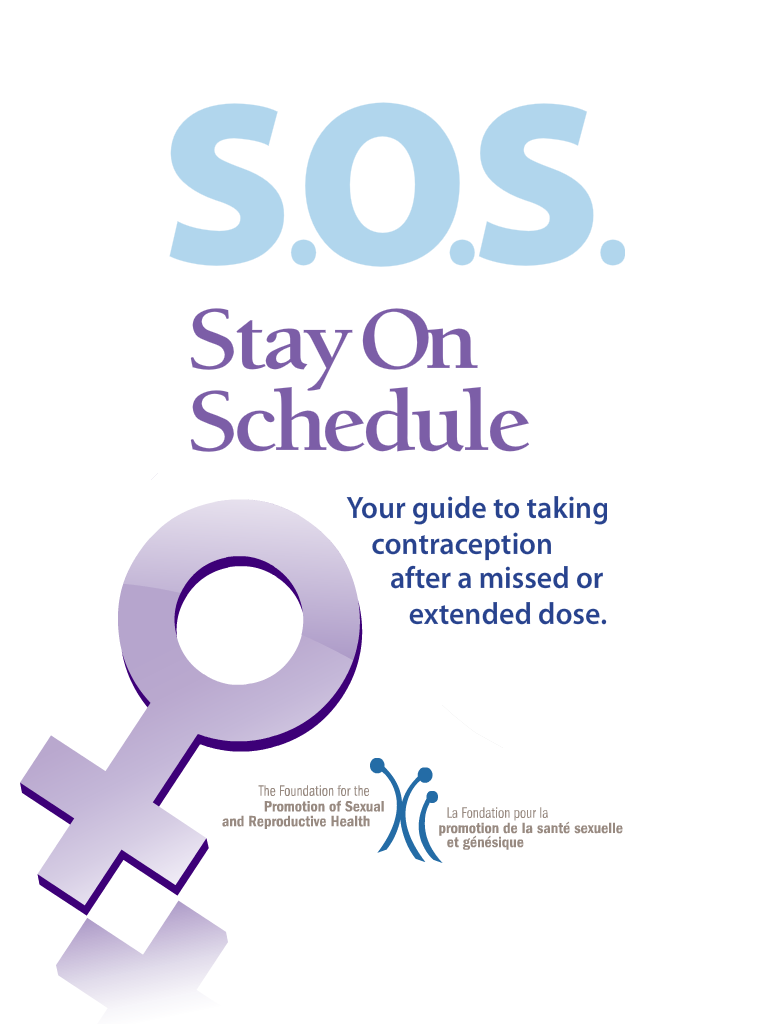 S.O.S.
Stay On
Schedule
Your guide to taking
contraception
after a missed or
extended dose.
The Foundation for the
Promotion of Sexual
and Reproductive Health
La Fondation pour la
promotion de la santé sexuelle
et génésique